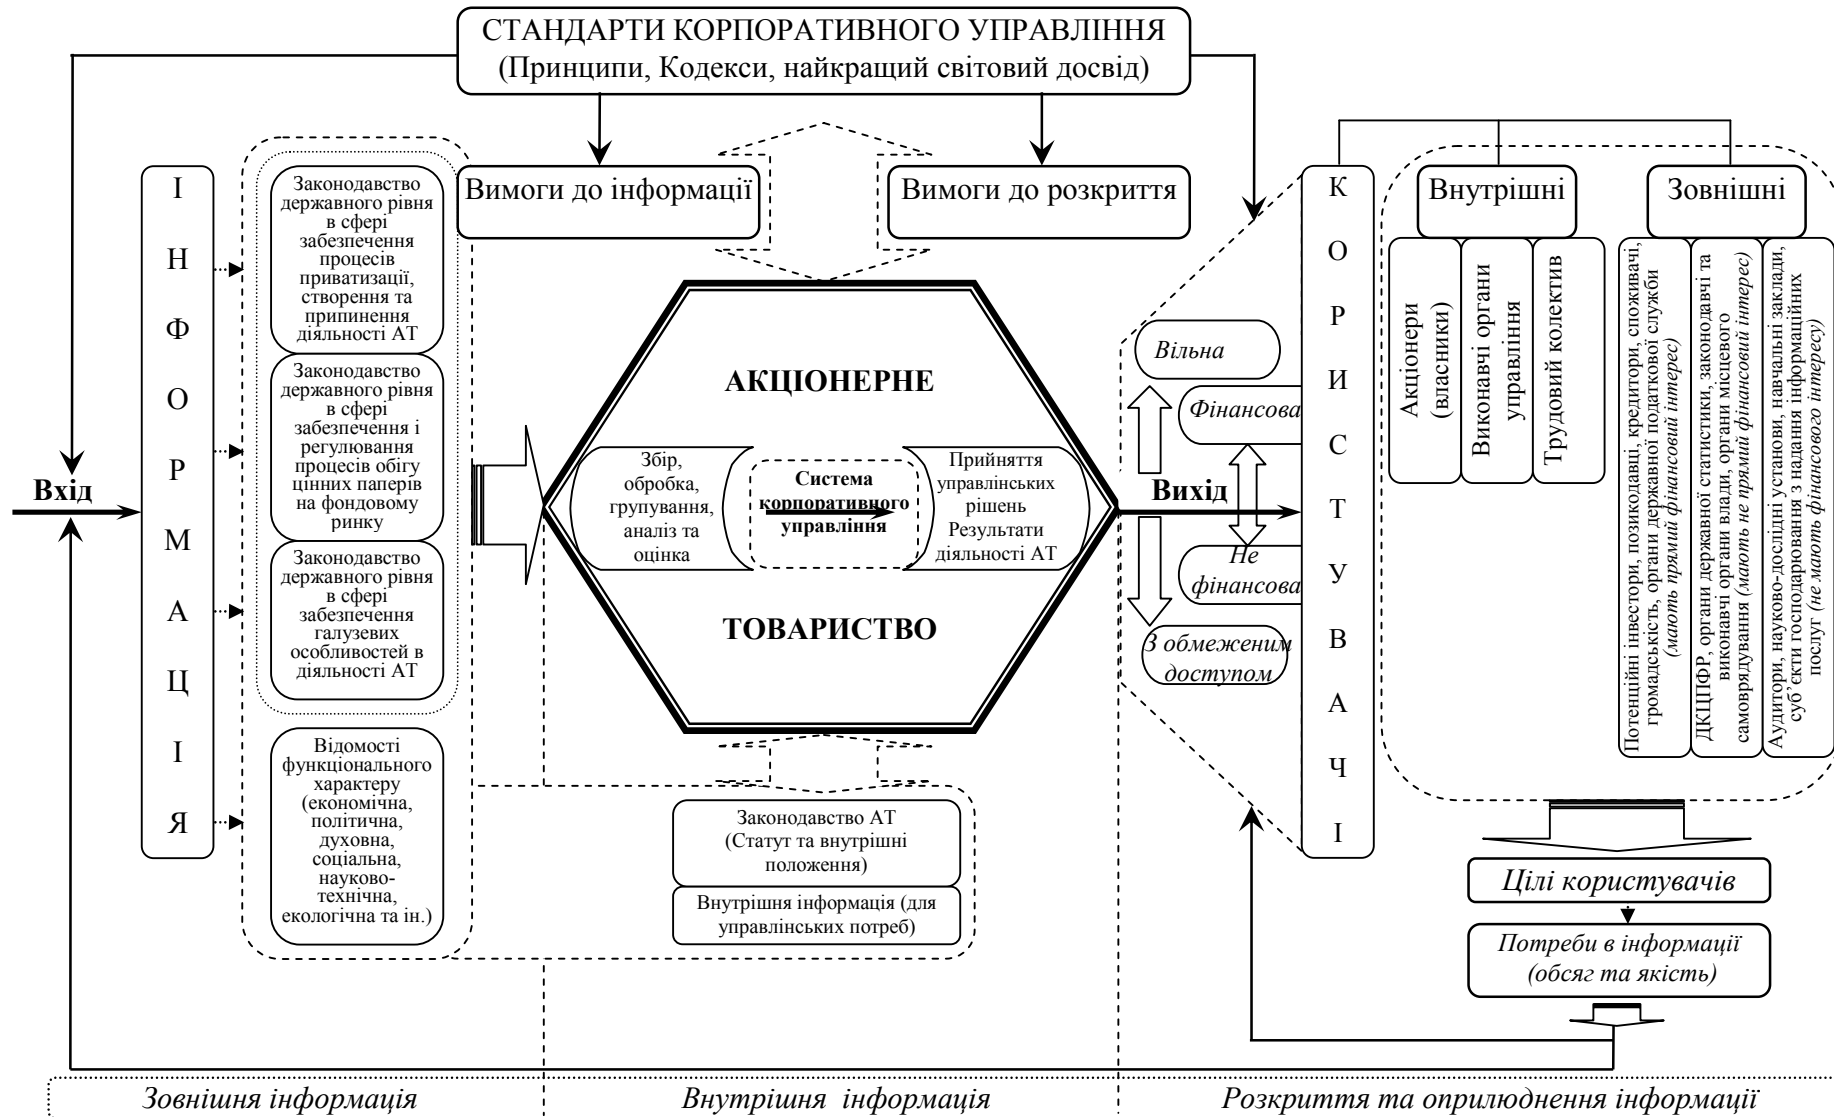 СТАНДАРТИ КОРПОРАТИВНОГО УПРАВЛІННЯ
(Принципи, Кодекси, найкращий світовий досвід)
Вимоги до інформації
Вимоги до розкриття
Вхід
І
Н
Ф
О
Р
М
А
Ц
І
Я
Законодавство
державного рівня
в сфері
забезпечення
процесів
приватизації,
створення та
припинення
діяльності АТ
Законодавство
державного рівня
в сфері
забезпечення і
регулювання
процесів обігу
цінних паперів
на фондовому
ринку
Законодавство
державного рівня
в сфері
забезпечення
галузевих
особливостей в
діяльності АТ
Відомості
функціонального
характеру
(економічна,
політична,
духовна,
соціальна,
науково-
технічна,
екологічна та ін.)
АКЦІОНЕРНЕ
Збір,
обробка,
групування,
аналіз та
оцінка
Система
корпоративного
управління
Прийняття
управлінських
рішень
Результати
діяльності АТ
ТОВАРИСТВО
Законодавство АТ
(Статут та внутрішні
положення)
Внутрішня інформація (для
управлінських потреб)
Вільна
Фінансова
Вихід
Не
фінансова
З обмеженим
доступом
К
О
Р
И
С
Т
У
В
А
Ч
І
Внутрішні
Акціонери
(власники)
Виконавчі органи
управління
Трудовий колектив
Зовнішні
Потенційні інвестори, позиկодавці, кредитори, споживачі,
громадськість, органи державної податкової служби
(мають прямий фінансовий інтерес)
ДКЦПФР, органи державної статистики, законодавчі та
виконавчі органи влади, органи місцевого
самоврядування (мають не прямий фінансовий інтерес)
Аудитори, науково-дослідні установи, навчальні заклади,
суб’єкти господарювання з надання інформаційних
послуг (не мають фінансового інтересу)
Цілі користувачів
Потреби в інформації
(обсяг та якість)
Зовнішня інформація
Внутрішня інформація
Розкриття та оприлюднення інформації